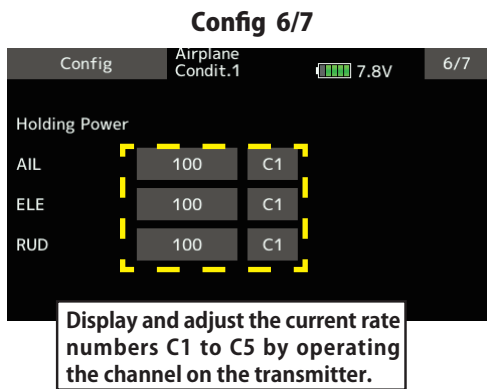 Config 6/7
Config Airplane Condit.1 7.8V 6/7
Holding Power
AIL 100 C1
ELE 100 C1
RUD 100 C1
Display and adjust the current rate
numbers C1 to C5 by operating
the channel on the transmitter.